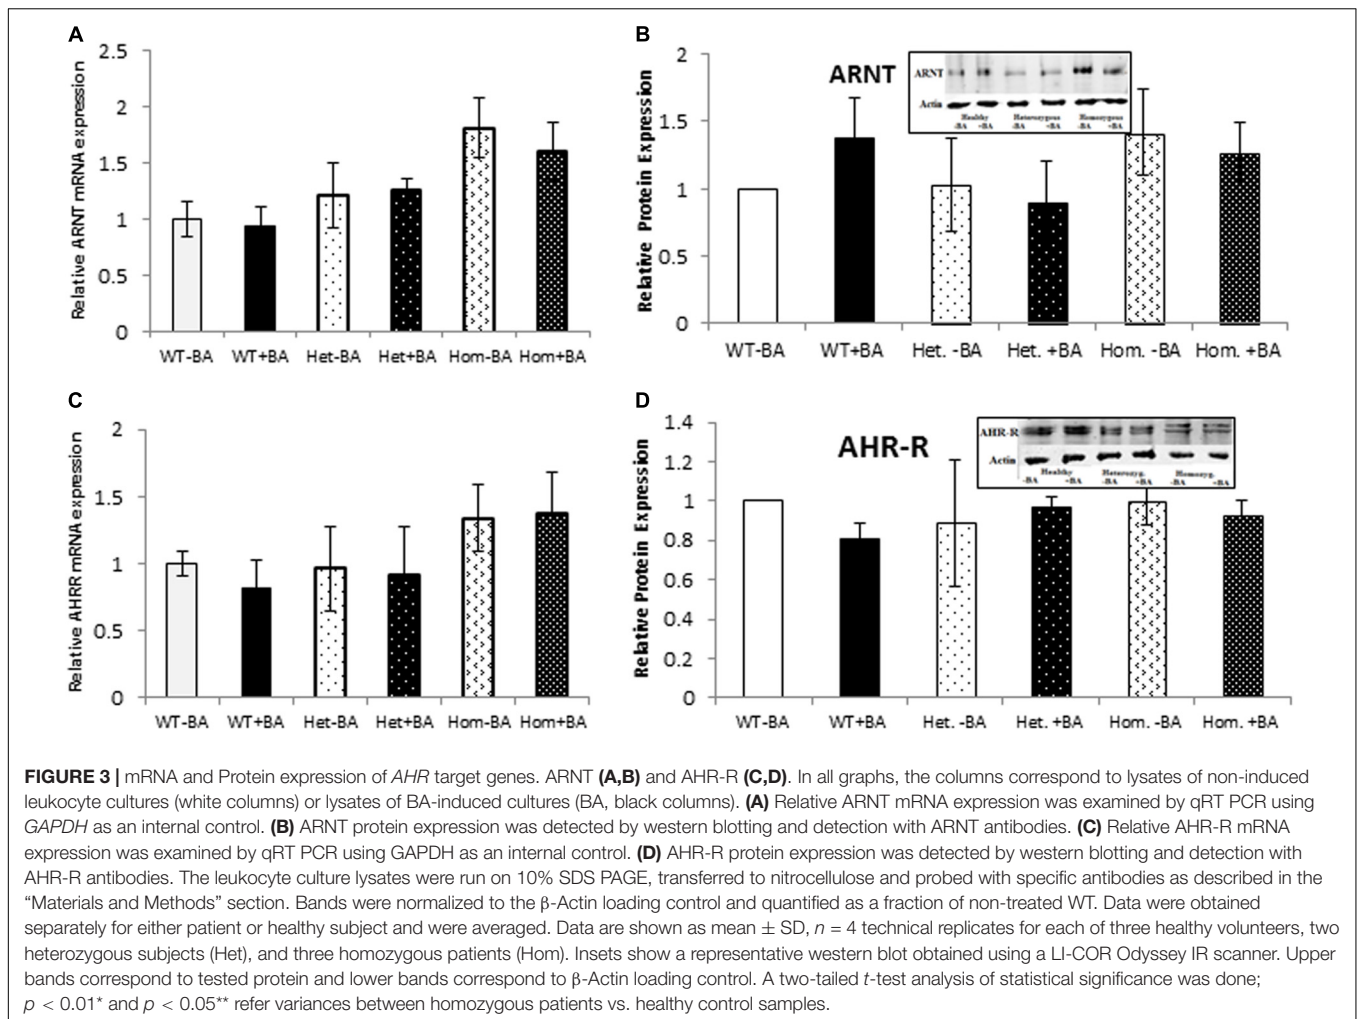 A
Relative ARNT mRNA expression
2.5
2
1.5
1
0.5
0
WT-BA WT+BA Het-BA Het+BA Hom-BA Hom+BA
B
ARNT
Relative Protein Expression
2
1.5
1
0.5
0
ARNT
Actin
Healthy Heterozygous Homozygous
-BA +BA -BA +BA -BA +BA
WT-BA WT+BA Het. -BA Het. +BA Hom. -BA Hom. +BA
C
Relative AHRR mRNA expression
2
1.5
1
0.5
0
WT-BA WT+BA Het-BA Het+BA Hom-BA Hom+BA
D
AHR-R
Relative Protein Expression
1.4
1.2
1
0.8
0.6
0.4
0.2
0
AHR-R
Actin
Healthy Heterozyg. Homozyg.
-BA +BA -BA +BA -BA +BA
WT-BA WT+BA Het. -BA Het. +BA Hom. -BA Hom. +BA
FIGURE 3 | mRNA and Protein expression of AHR target genes. ARNT (A,B) and AHR-R (C,D). In all graphs, the columns correspond to lysates of non-induced
leukocyte cultures (white columns) or lysates of BA-induced cultures (BA, black columns). (A) Relative ARNT mRNA expression was examined by qRT PCR using
GAPDH as an internal control. (B) ARNT protein expression was detected by western blotting and detection with ARNT antibodies. (C) Relative AHR-R mRNA
expression was examined by qRT PCR using GAPDH as an internal control. (D) AHR-R protein expression was detected by western blotting and detection with
AHR-R antibodies. The leukocyte culture lysates were run on 10% SDS PAGE, transferred to nitrocellulose and probed with specific antibodies as described in the
“Materials and Methods” section. Bands were normalized to the β-Actin loading control and quantified as a fraction of non-treated WT. Data were obtained
separately for either patient or healthy subject and were averaged. Data are shown as mean ± SD, n = 4 technical replicates for each of three healthy volunteers, two
heterozygous subjects (Het), and three homozygous patients (Hom). Insets show a representative western blot obtained using a LI-COR Odyssey IR scanner. Upper
bands correspond to tested protein and lower bands correspond to β-Actin loading control. A two-tailed t-test analysis of statistical significance was done;
p < 0.01* and p < 0.05** refer variances between homozygous patients vs. healthy control samples.